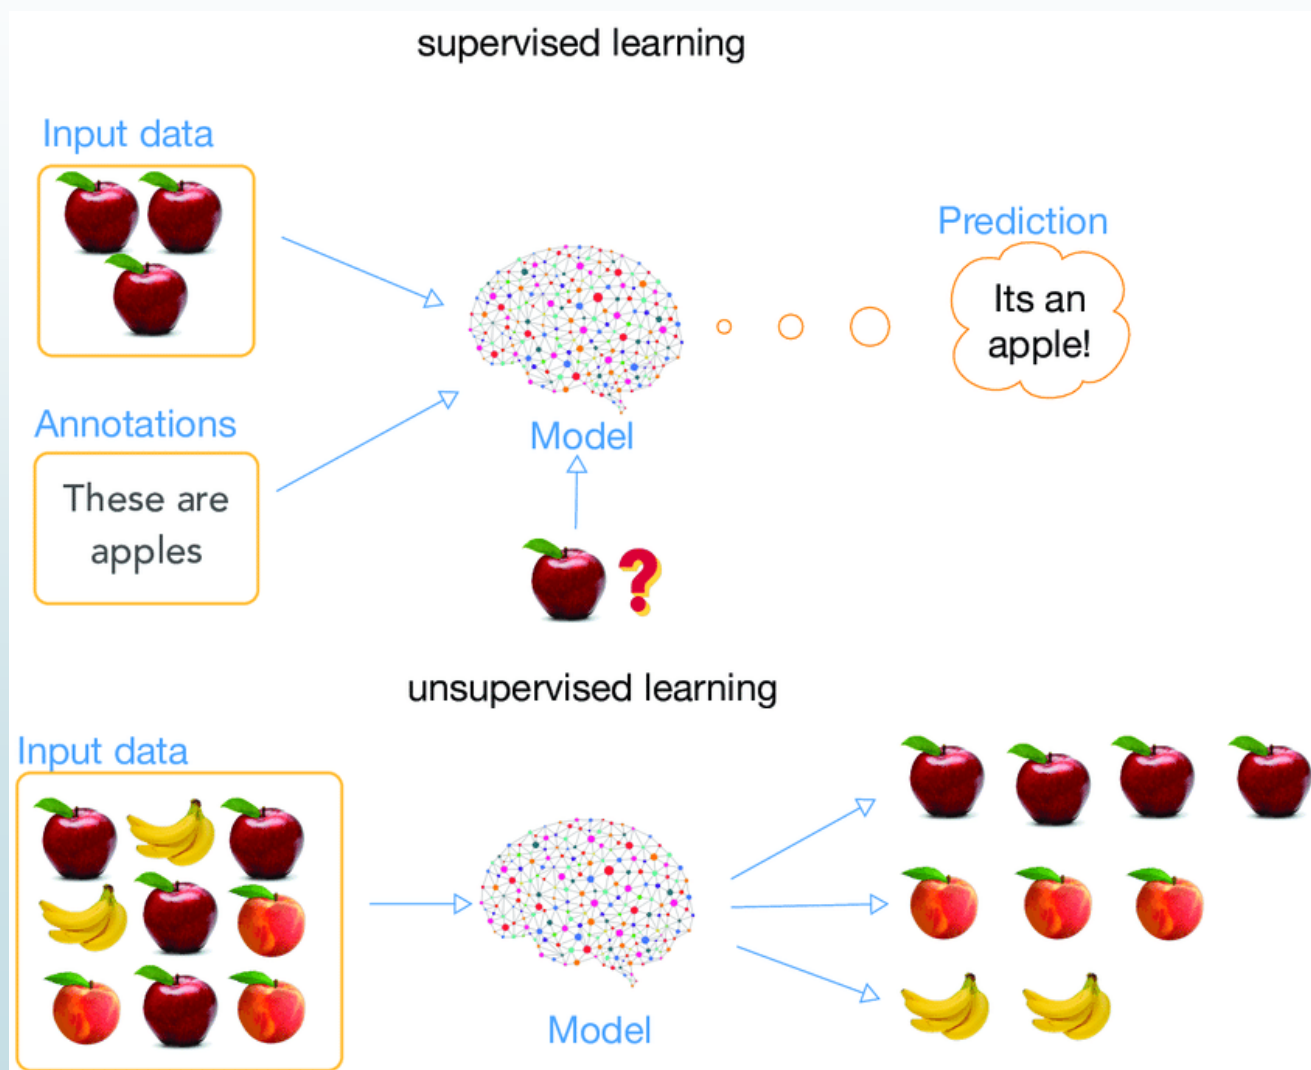 supervised learning
Input data
Prediction
Its an
apple!
Annotations
These are
apples
Model
?
unsupervised learning
Input data
Model